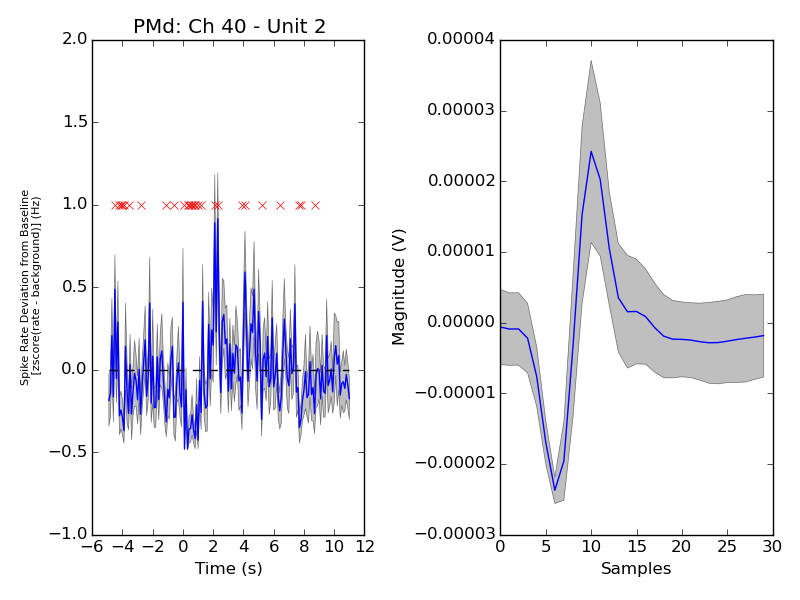 PMd: Ch 40 - Unit 2
2.0
1.5
1.0
0.5
0.0
−0.5
−1.0
−6 −4 −2 0 2 4 6 8 10 12
Time (s)
Spike Rate Deviation from Baseline
[zscore(rate - background)] (Hz)
0.00004
0.00003
0.00002
0.00001
0.00000
−0.00001
−0.00002
−0.00003
0 5 10 15 20 25 30
Samples
Magnitude (V)